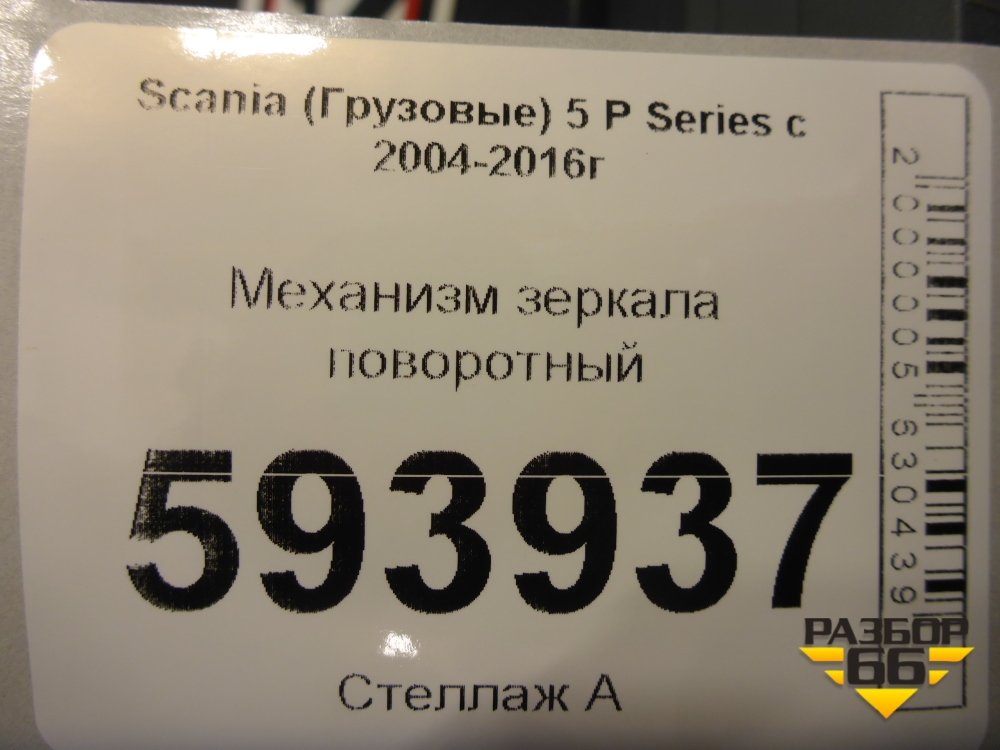 Scania (Грузовые) 5 P Series с
2004-2016г
Механизм зеркала
поворотный
593937
Стеллаж А
2000005630439
РАЗБОР
66